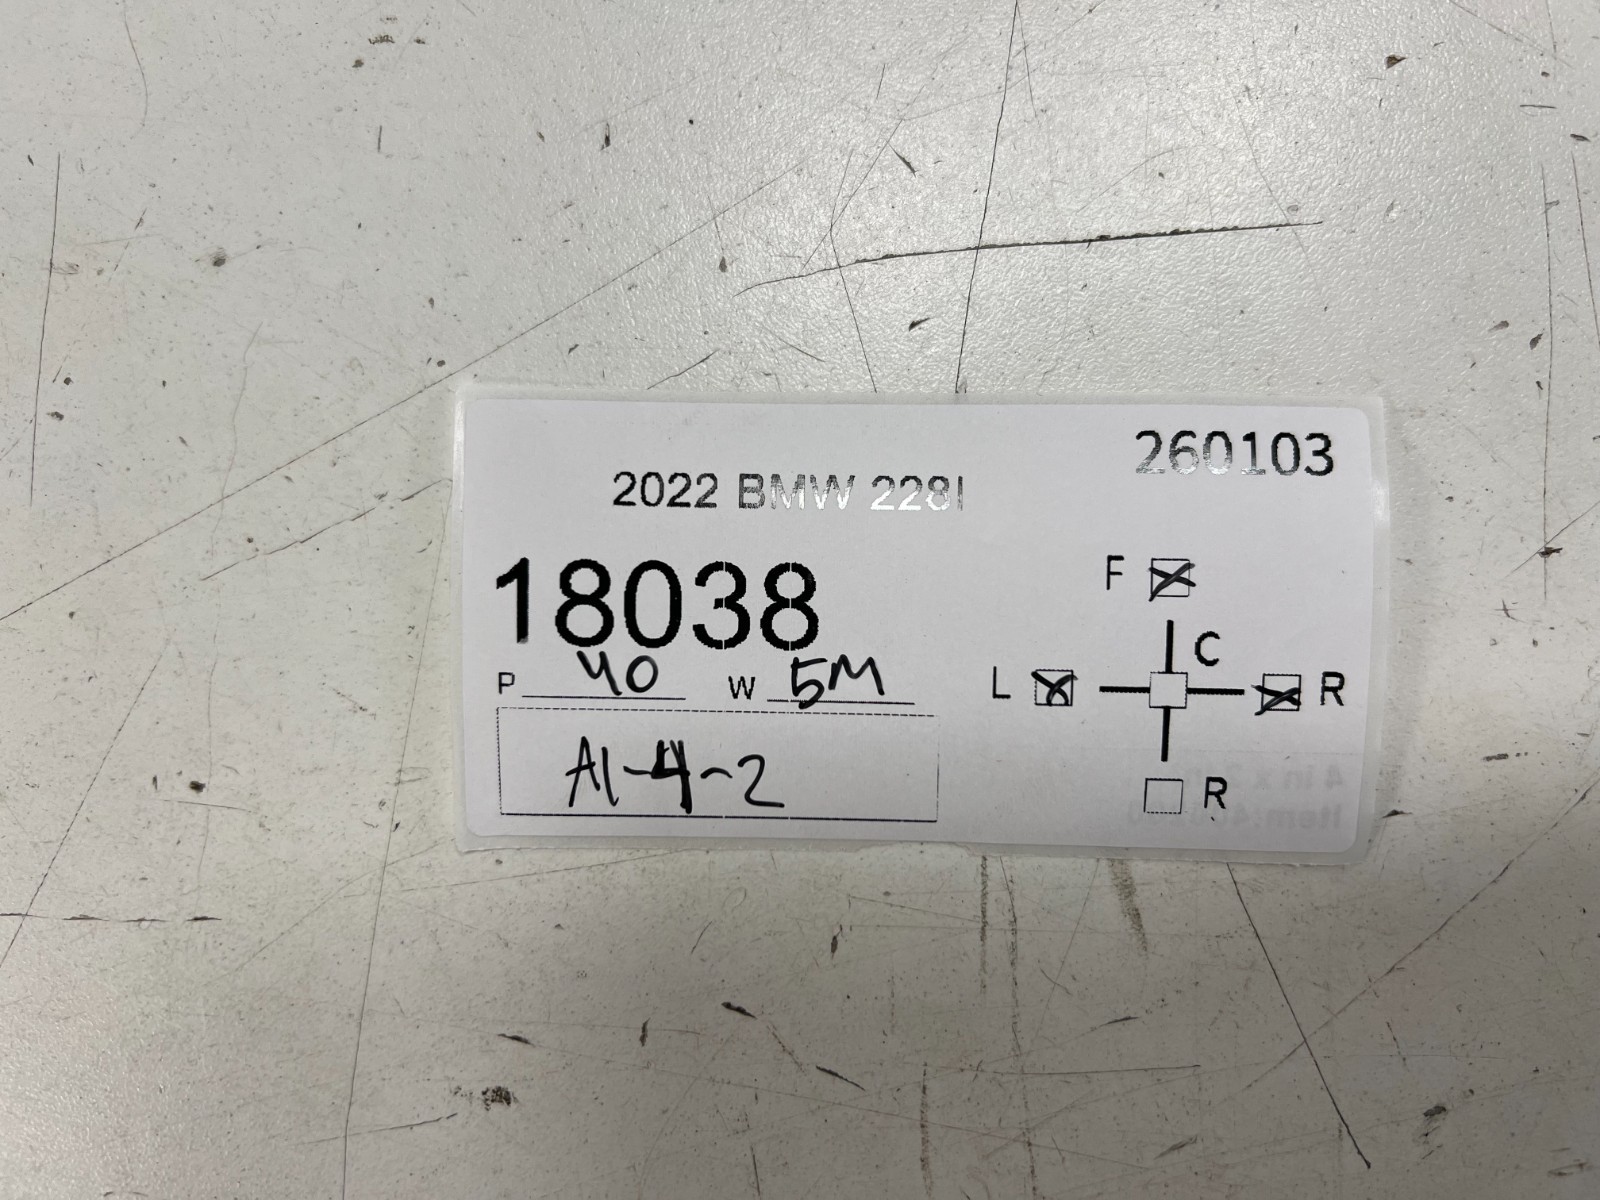 260103
2022 BMW 228I
18038
F
C
P 40 W 5M
L R
A1-4-2
R